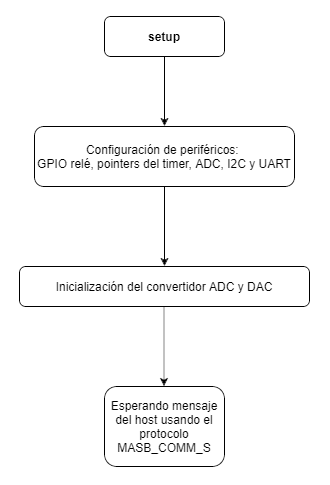 setup
Configuración de periféricos:
GPIO relé, pointers del timer, ADC, I2C y UART
Inicialización del convertidor ADC y DAC
Esperando mensaje
del host usando el
protocolo
MASB_COMM_S